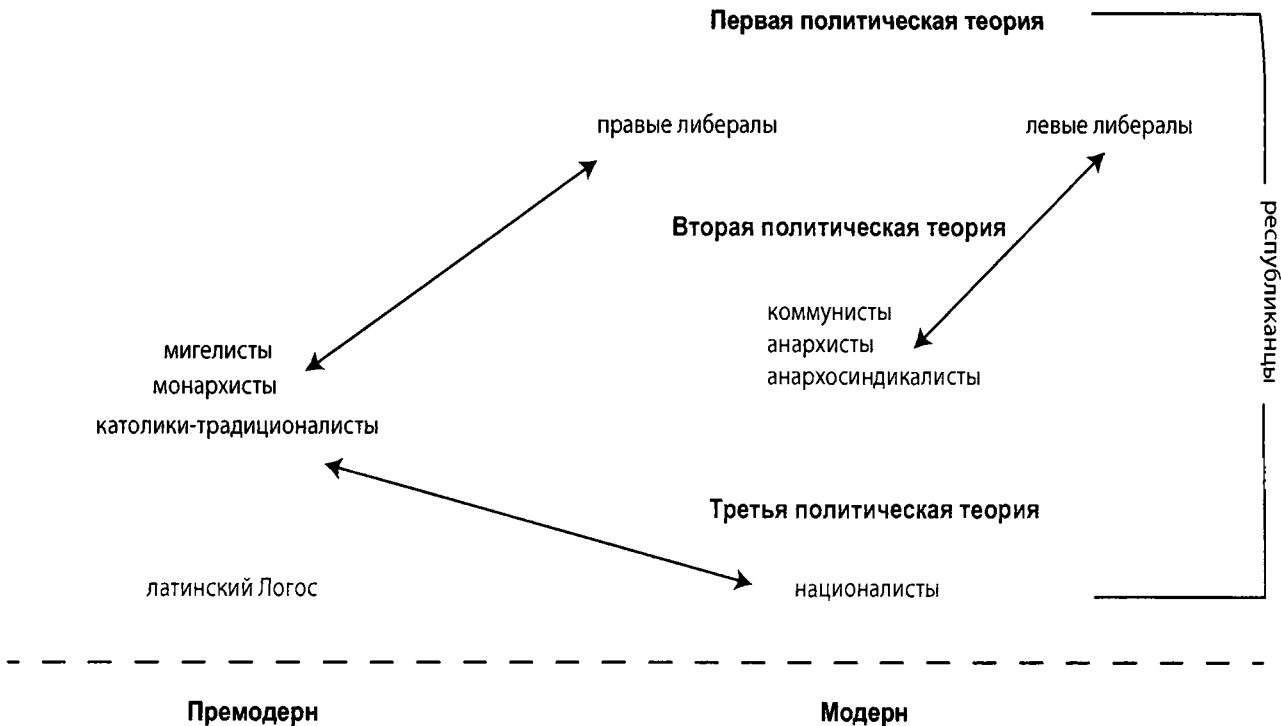 Первая политическая теория
правые либералы
левые либералы
Вторая политическая теория
республиканцы
коммунисты
анархисты
анархосиндикалисты
мигелисты
монархисты
католики-традиционалисты
Третья политическая теория
латинский Логос
националисты
Премодерн
Модерн